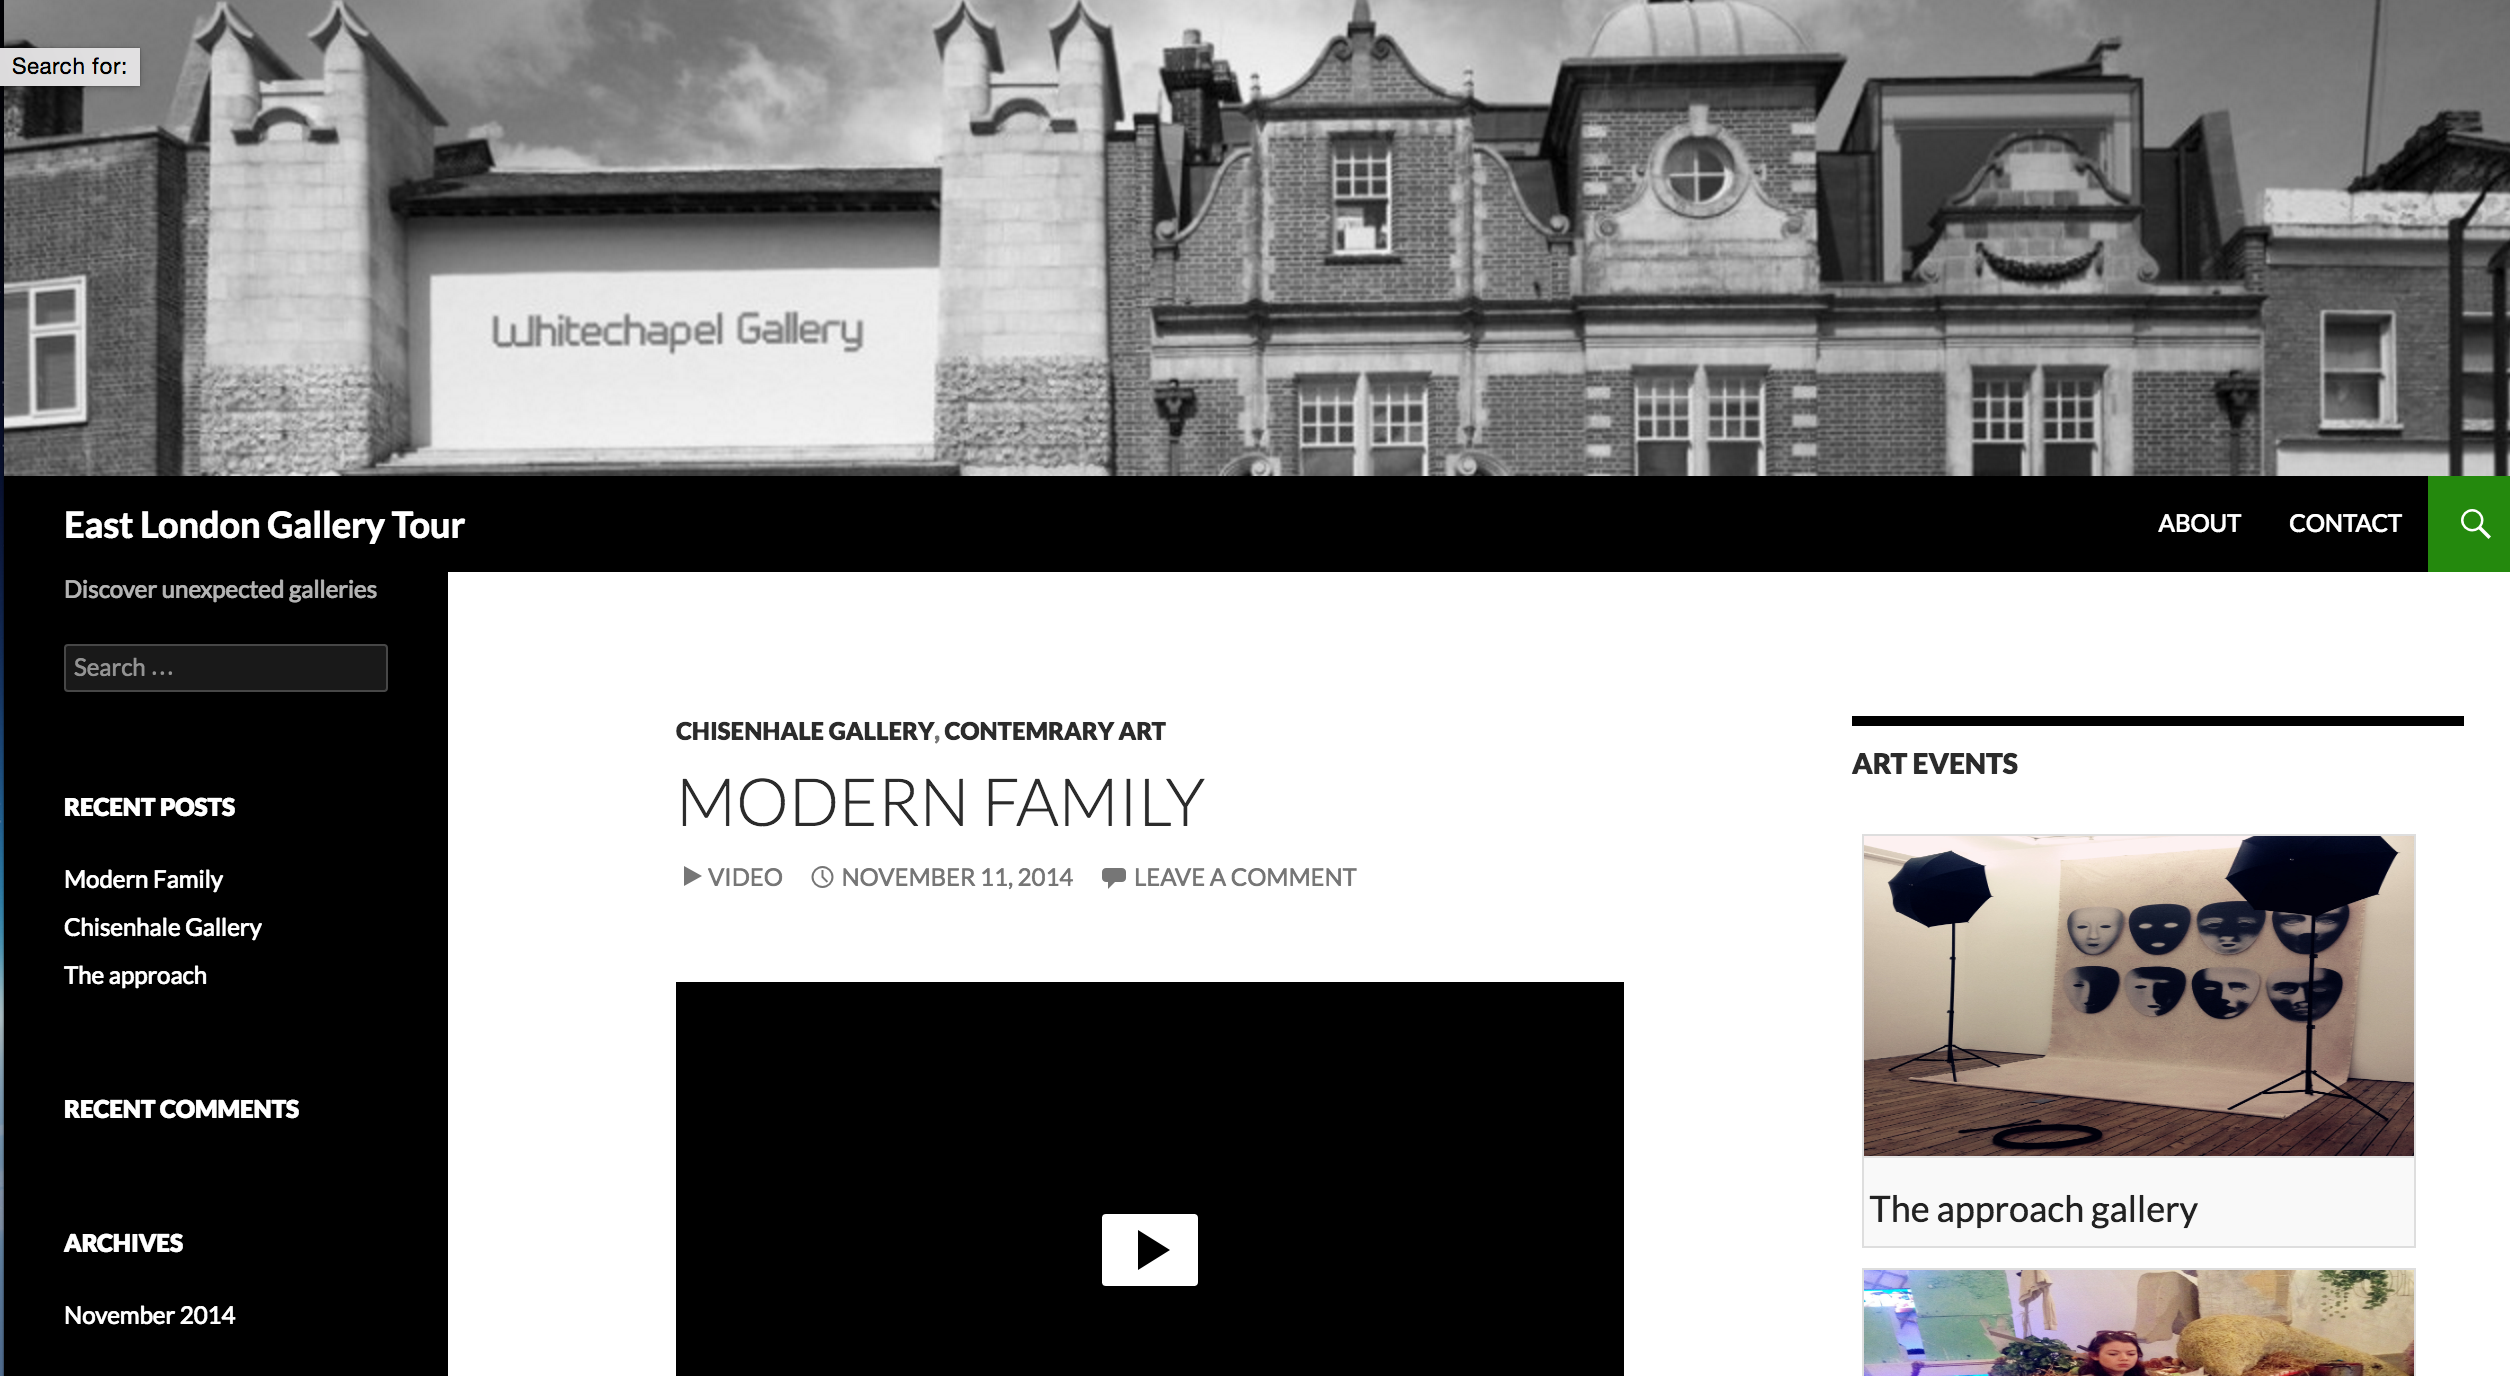 Search for:
Whitechapel Gallery
East London Gallery Tour
ABOUT CONTACT
Discover unexpected galleries
Search ...
RECENT POSTS
Modern Family
Chisenhale Gallery
The approach
RECENT COMMENTS
ARCHIVES
November 2014
CHISENHALE GALLERY, CONTEMRARY ART
MODERN FAMILY
VIDEO NOVEMBER 11, 2014 LEAVE A COMMENT
ART EVENTS
The approach gallery